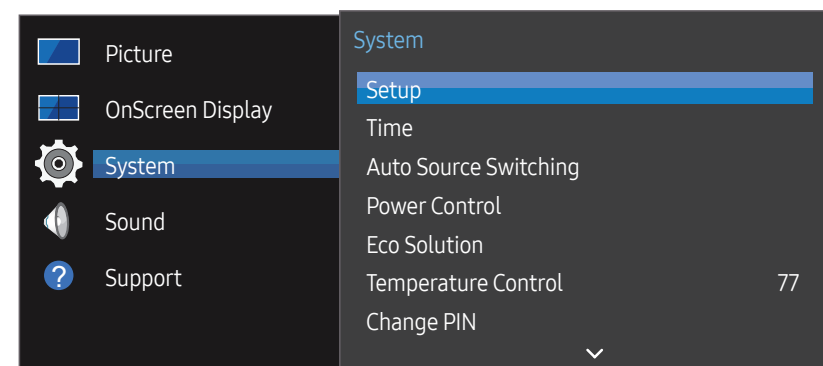 Picture
OnScreen Display
System
Sound
?
Support
System
Setup
Time
Auto Source Switching
Power Control
Eco Solution
Temperature Control 77
Change PIN